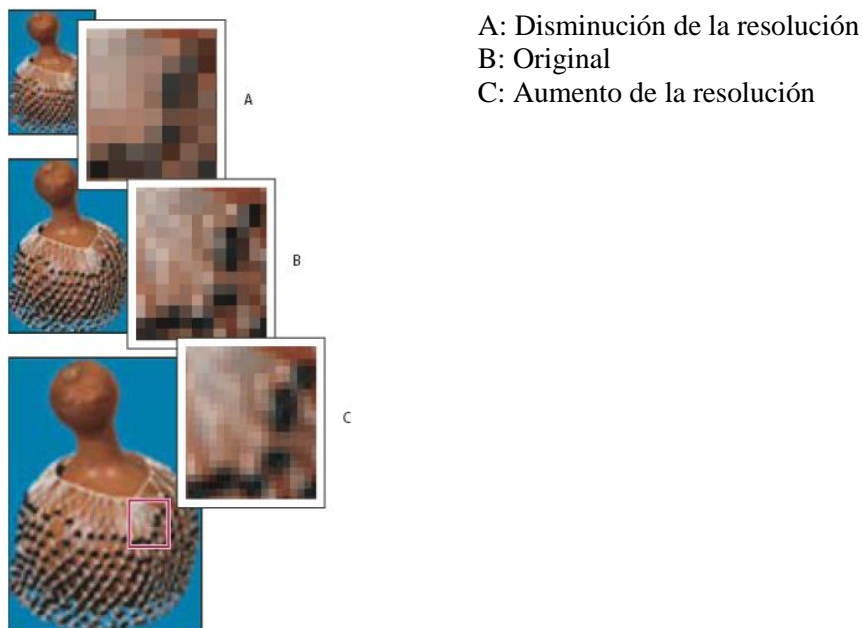 A: Disminución de la resolución
B: Original
C: Aumento de la resolución
A
B
C